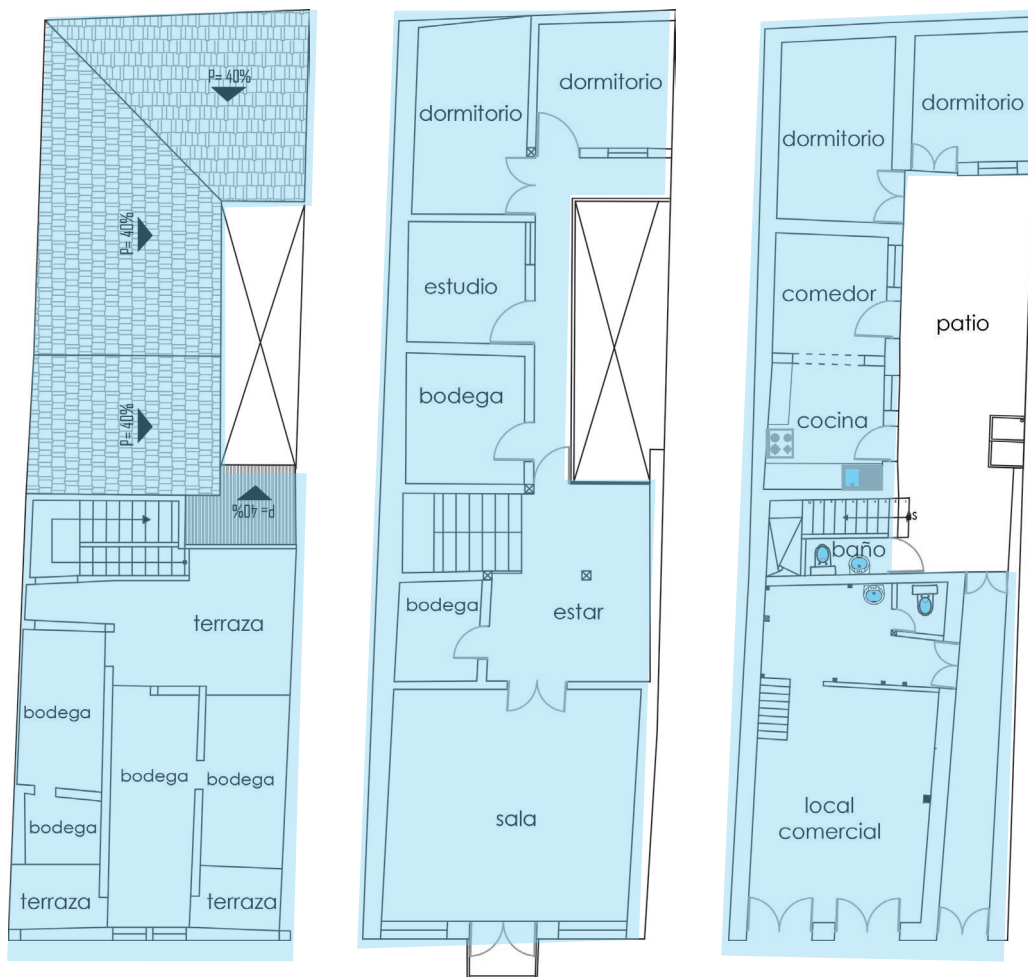 P= 40%
P= 40%
P= 40%
P= 40%
terraza
bodega
bodega
bodega
bodega
terraza
terraza
dormitorio
dormitorio
estudio
bodega
bodega
estar
sala
dormitorio
dormitorio
comedor
patio
cocina
s
baño
local
comercial